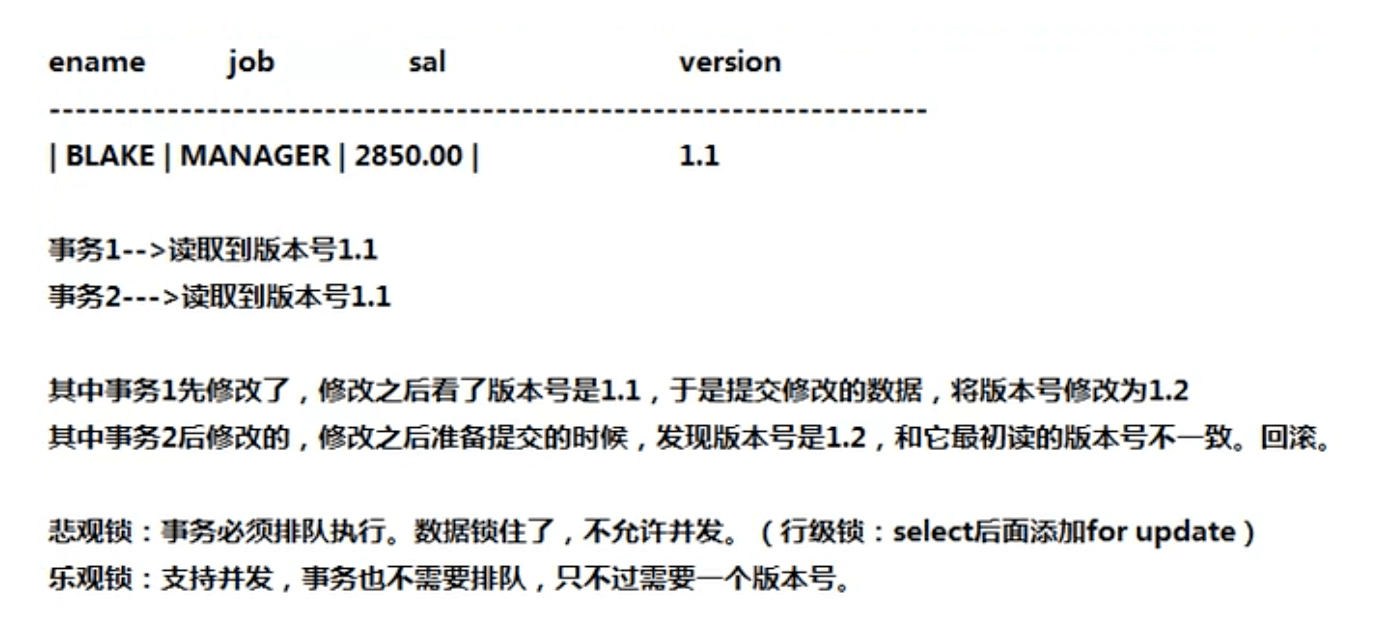 ename job sal version
-------------------------------------------------------------------
| BLAKE | MANAGER | 2850.00 | 1.1
事务1-->读取到版本号1.1
事务2--->读取到版本号1.1
其中事务1先修改了，修改之后看了版本号是1.1，于是提交修改的数据，将版本号修改为1.2
其中事务2后修改的，修改之后准备提交的时候，发现版本号是1.2，和它最初读的版本号不一致。回滚。
悲观锁：事务必须排队执行。数据锁住了，不允许并发。（行级锁：select后面添加for update）
乐观锁：支持并发，事务也不需要排队，只不过需要一个版本号。